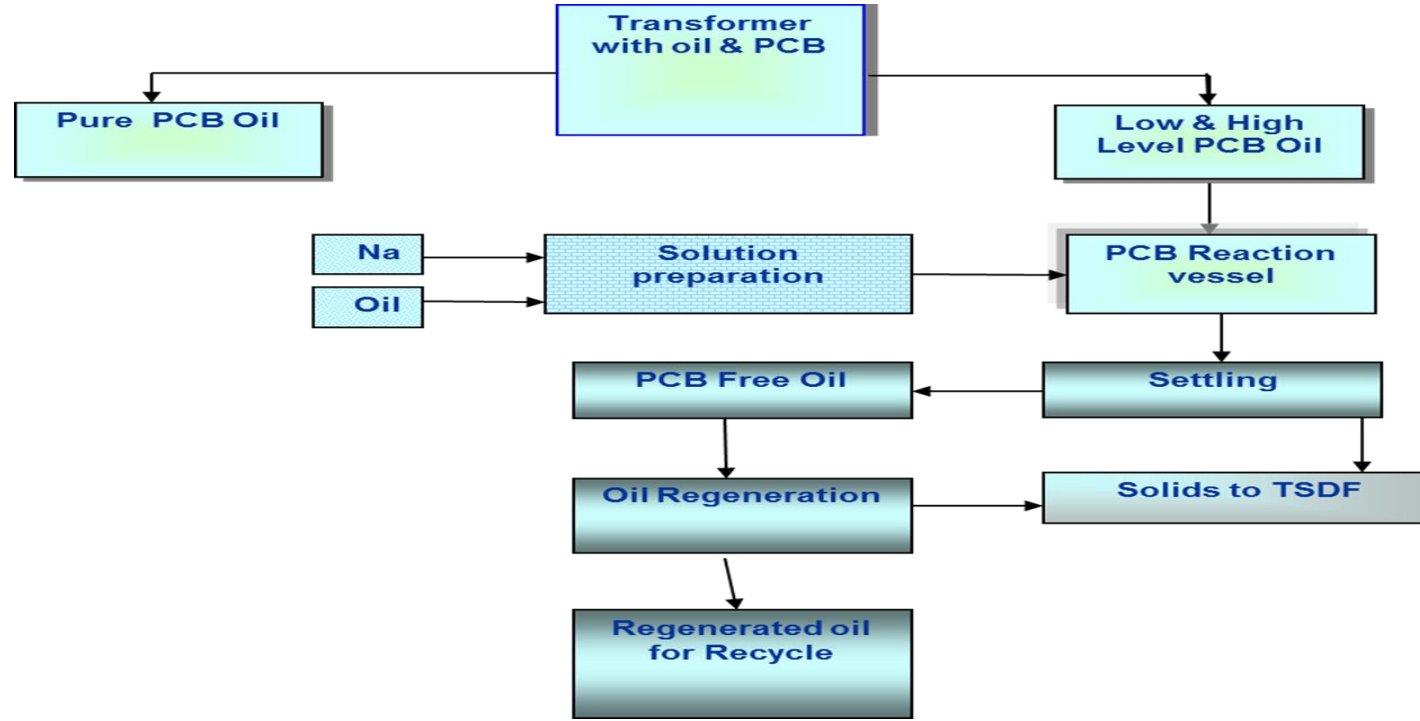 Transformer
with oil & PCB
Pure PCB Oil
Low & High
Level PCB Oil
Na
Oil
Solution
preparation
PCB Reaction
vessel
PCB Free Oil
Settling
Oil Regeneration
Solids to TSDF
Regenerated oil
for Recycle